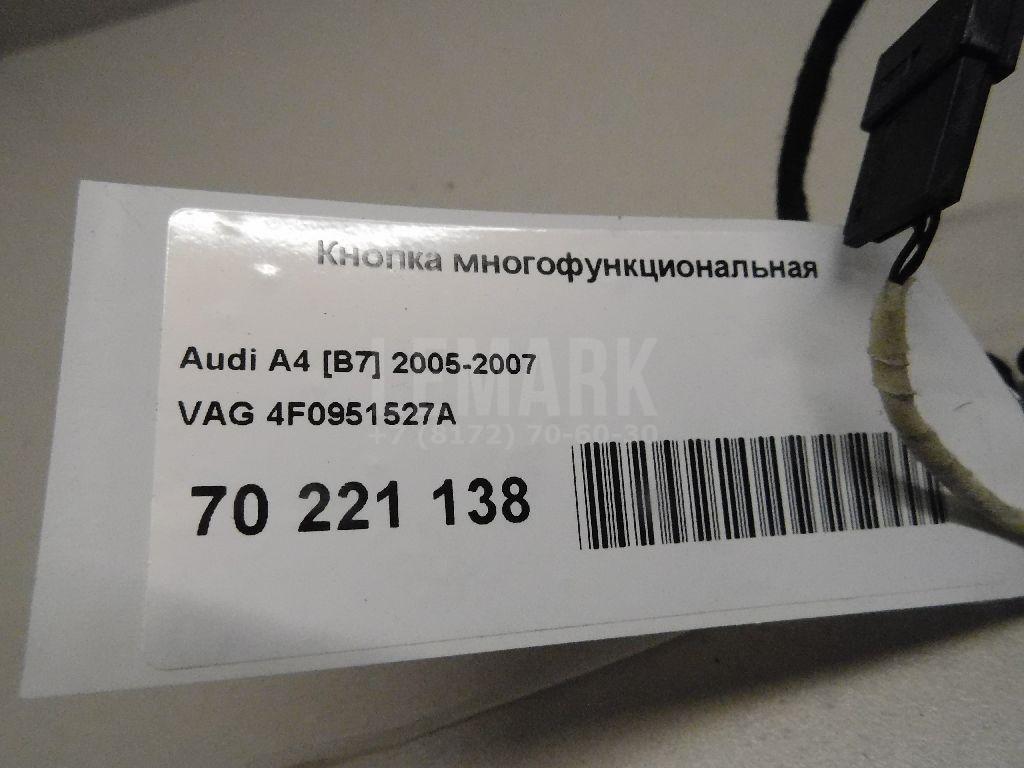 Кнопка многофункциональная
Audi A4 [B7] 2005-2007
LEMARK
VAG 4F0951527A
+7 (8172) 70-60-30
70 221 138